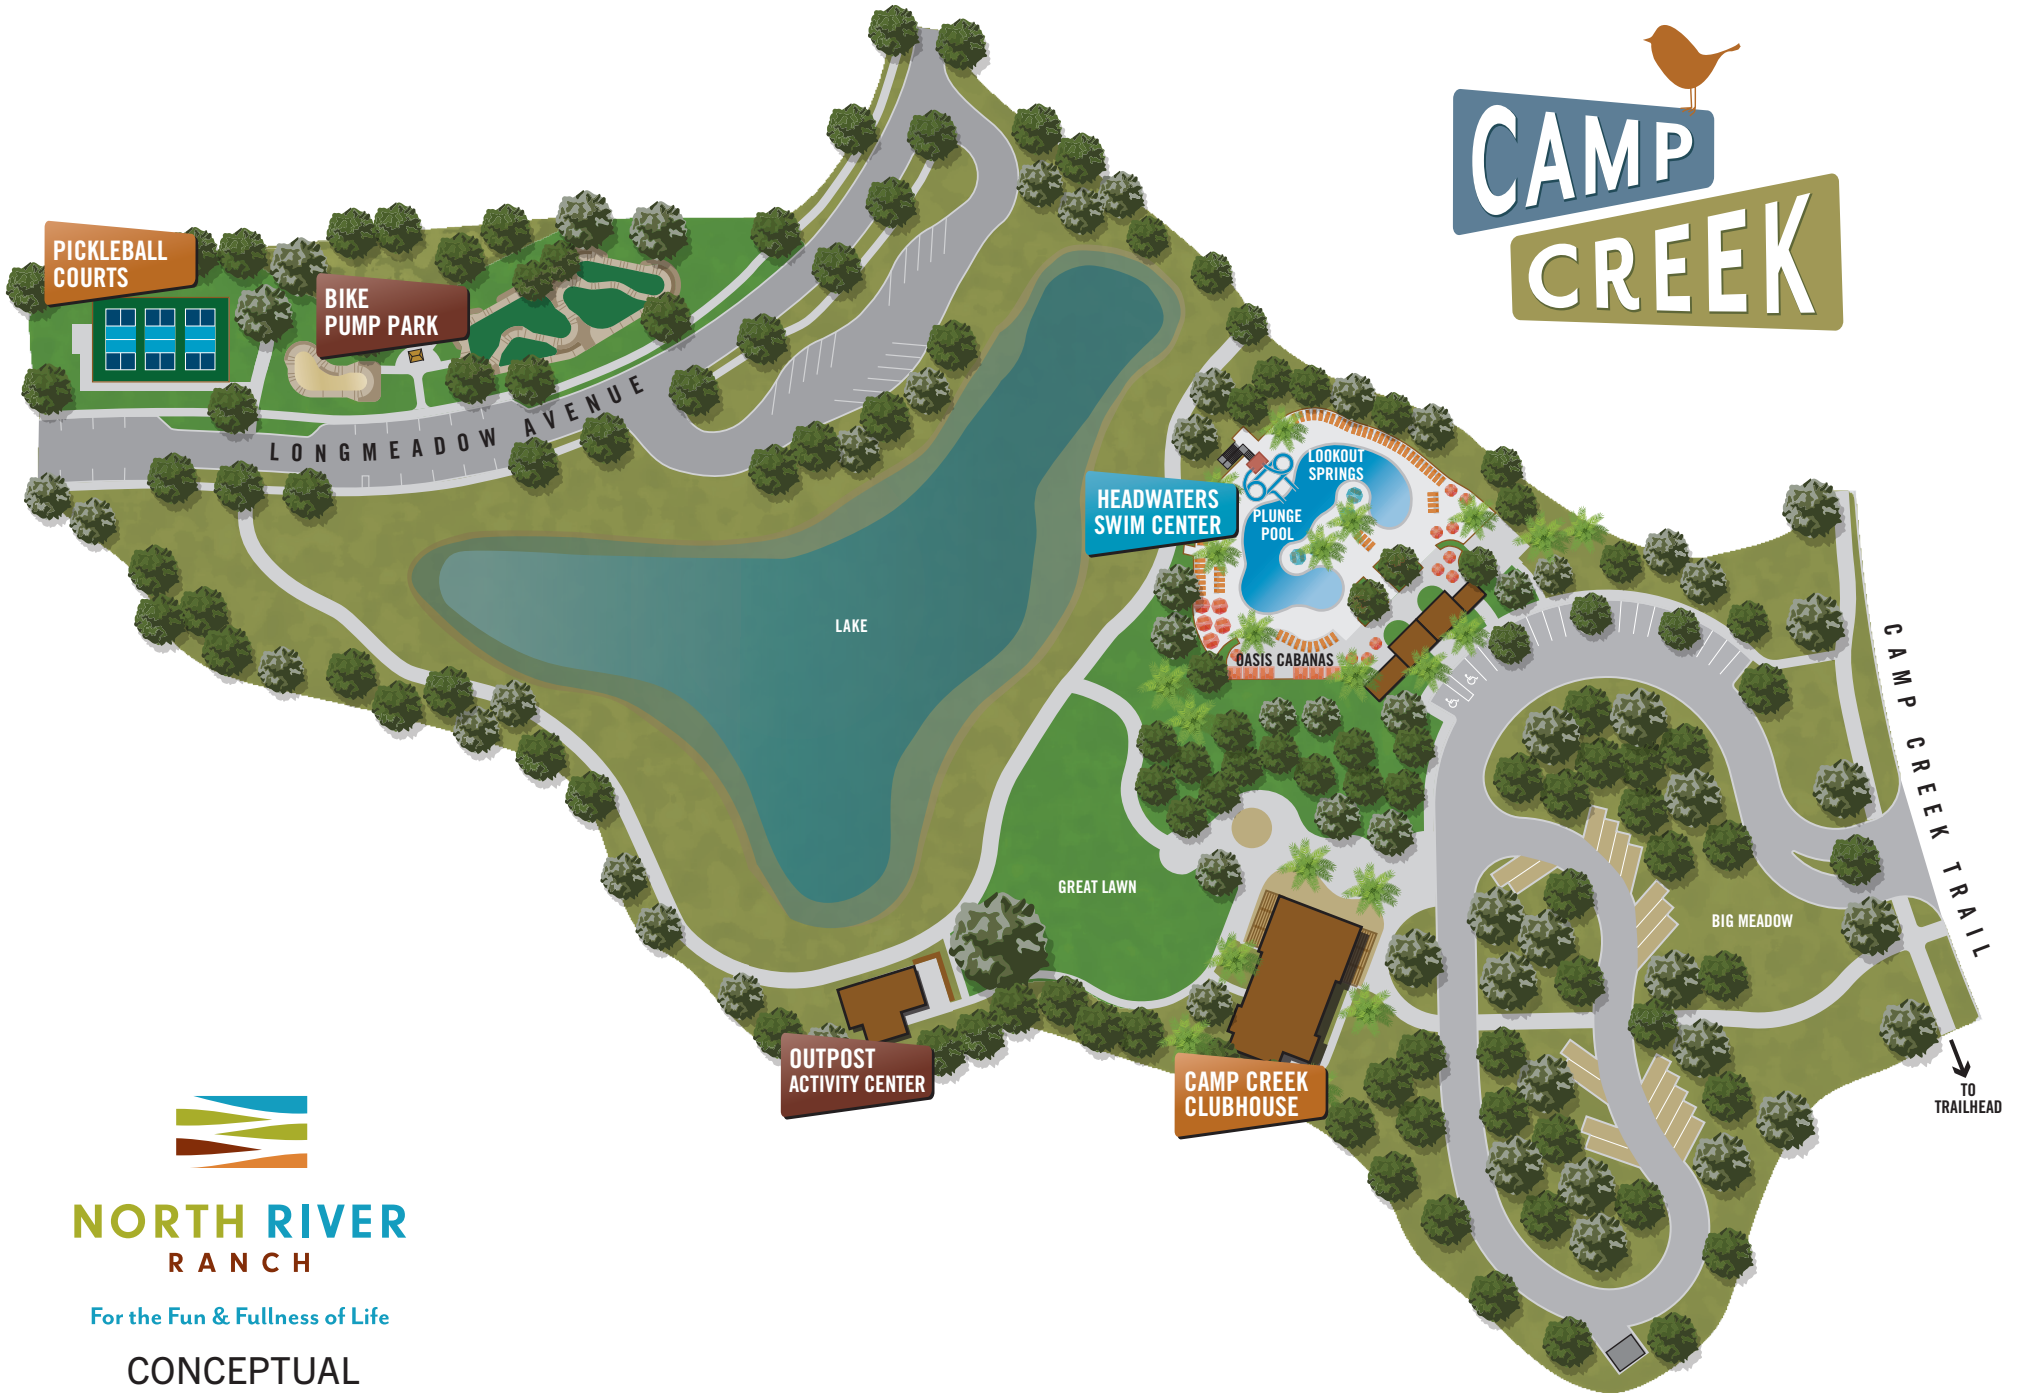 CAMP
CREEK
PICKLEBALL
COURTS
BIKE
PUMP PARK
LONGMEADOW AVENUE
HEADWATERS
SWIM CENTER
LOOKOUT
SPRINGS
PLUNGE
POOL
OASIS CABANAS
LAKE
GREAT LAWN
BIG MEADOW
CAMP CREEK TRAIL
OUTPOST
ACTIVITY CENTER
CAMP CREEK
CLUBHOUSE
TO
TRAILHEAD
NORTH RIVER
RANCH
For the Fun & Fullness of Life
CONCEPTUAL